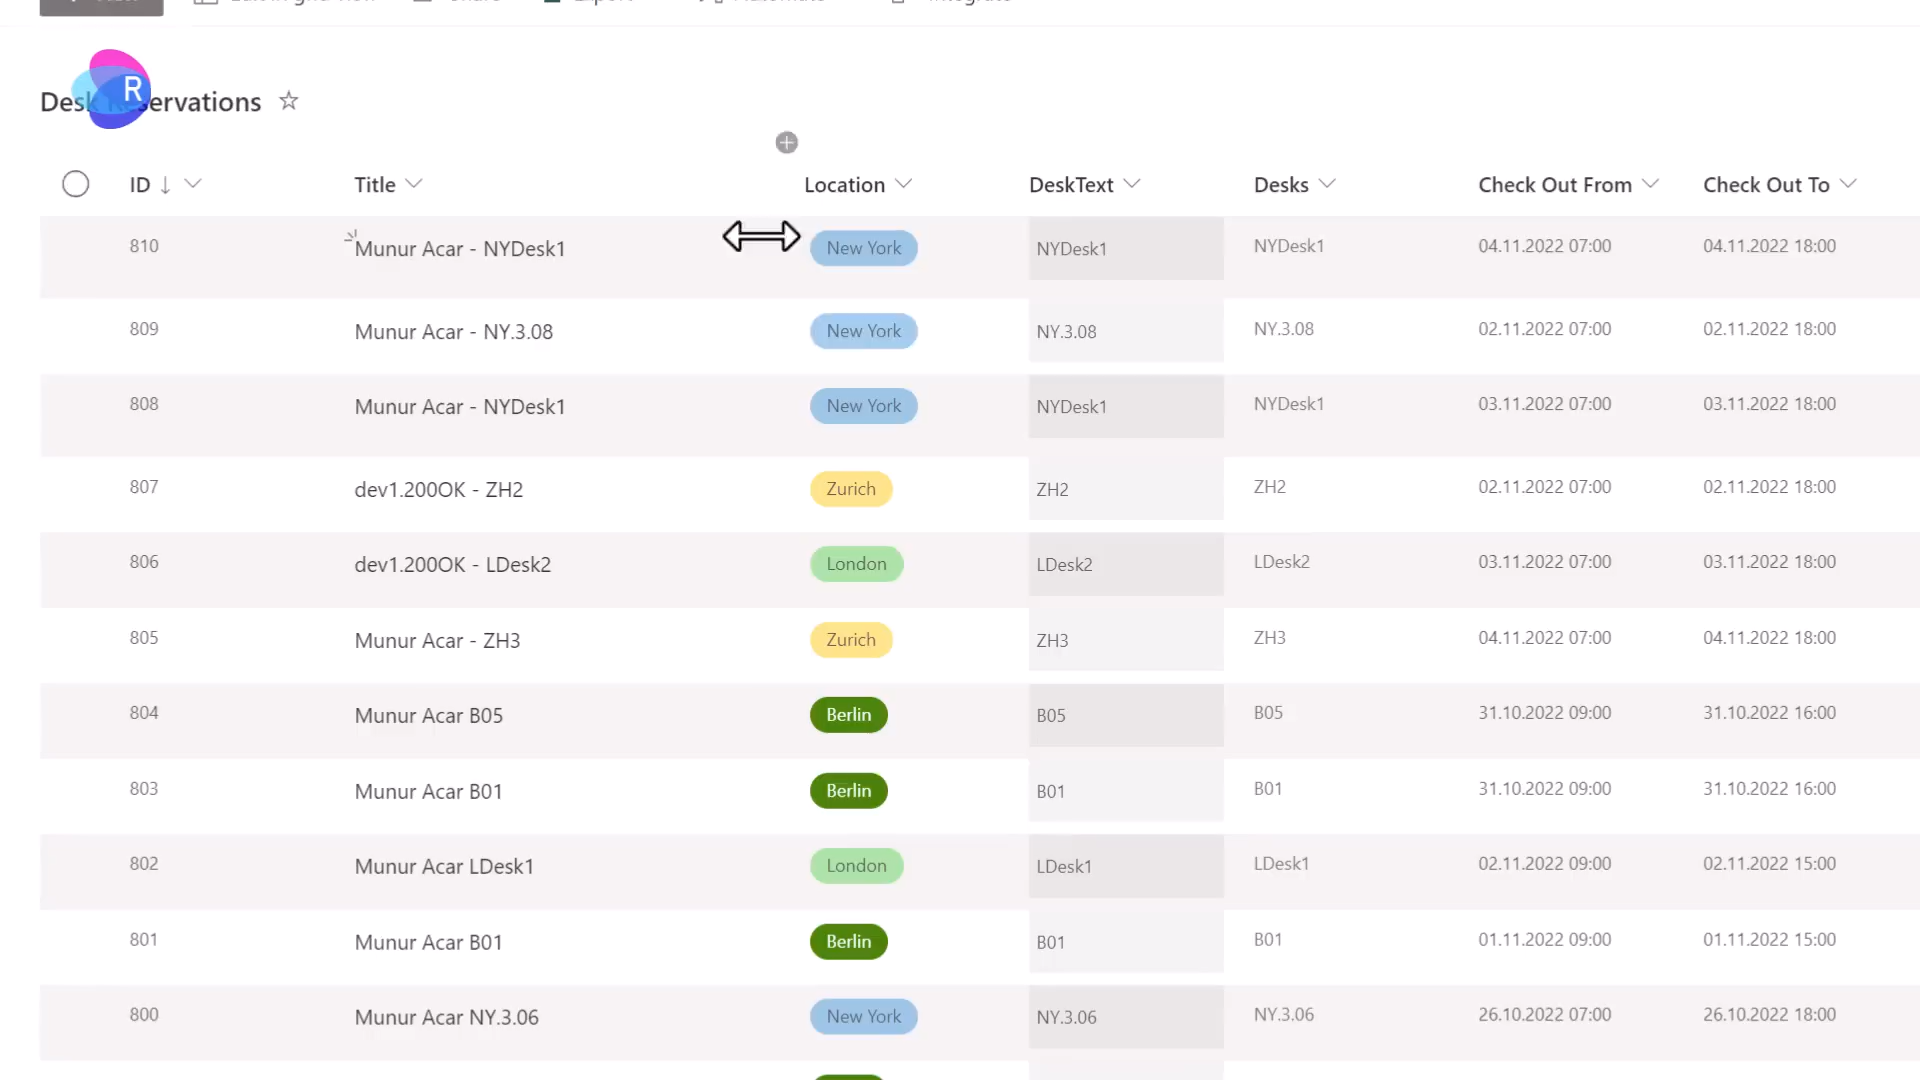 Desk Reservations
R
ID Title Location DeskText Desks Check Out From Check Out To
810 Munur Acar - NYDesk1 New York NYDesk1 NYDesk1 04.11.2022 07:00 04.11.2022 18:00
809 Munur Acar - NY.3.08 New York NY.3.08 NY.3.08 02.11.2022 07:00 02.11.2022 18:00
808 Munur Acar - NYDesk1 New York NYDesk1 NYDesk1 03.11.2022 07:00 03.11.2022 18:00
807 dev1.200OK - ZH2 Zurich ZH2 ZH2 02.11.2022 07:00 02.11.2022 18:00
806 dev1.200OK - LDesk2 London LDesk2 LDesk2 03.11.2022 07:00 03.11.2022 18:00
805 Munur Acar - ZH3 Zurich ZH3 ZH3 04.11.2022 07:00 04.11.2022 18:00
804 Munur Acar B05 Berlin B05 B05 31.10.2022 09:00 31.10.2022 16:00
803 Munur Acar B01 Berlin B01 B01 31.10.2022 09:00 31.10.2022 16:00
802 Munur Acar LDesk1 London LDesk1 LDesk1 02.11.2022 09:00 02.11.2022 15:00
801 Munur Acar B01 Berlin B01 B01 01.11.2022 09:00 01.11.2022 15:00
800 Munur Acar NY.3.06 New York NY.3.06 NY.3.06 26.10.2022 07:00 26.10.2022 18:00